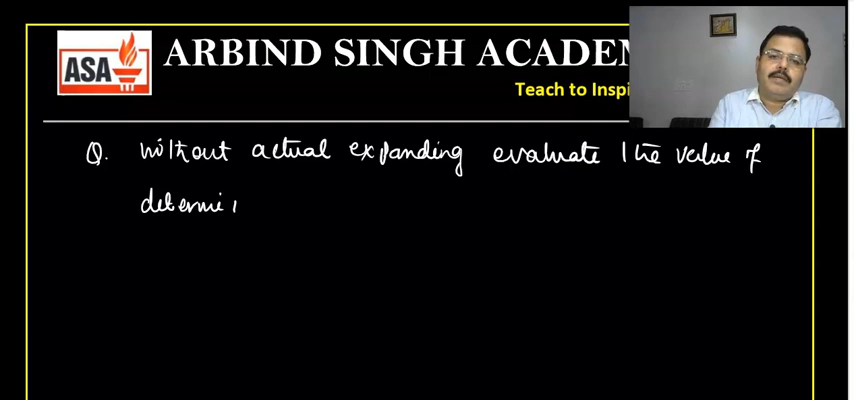 ASA
ARBIND SINGH ACADEM
Teach to Inspi
Q. Without actual expanding evaluate the value of
determi